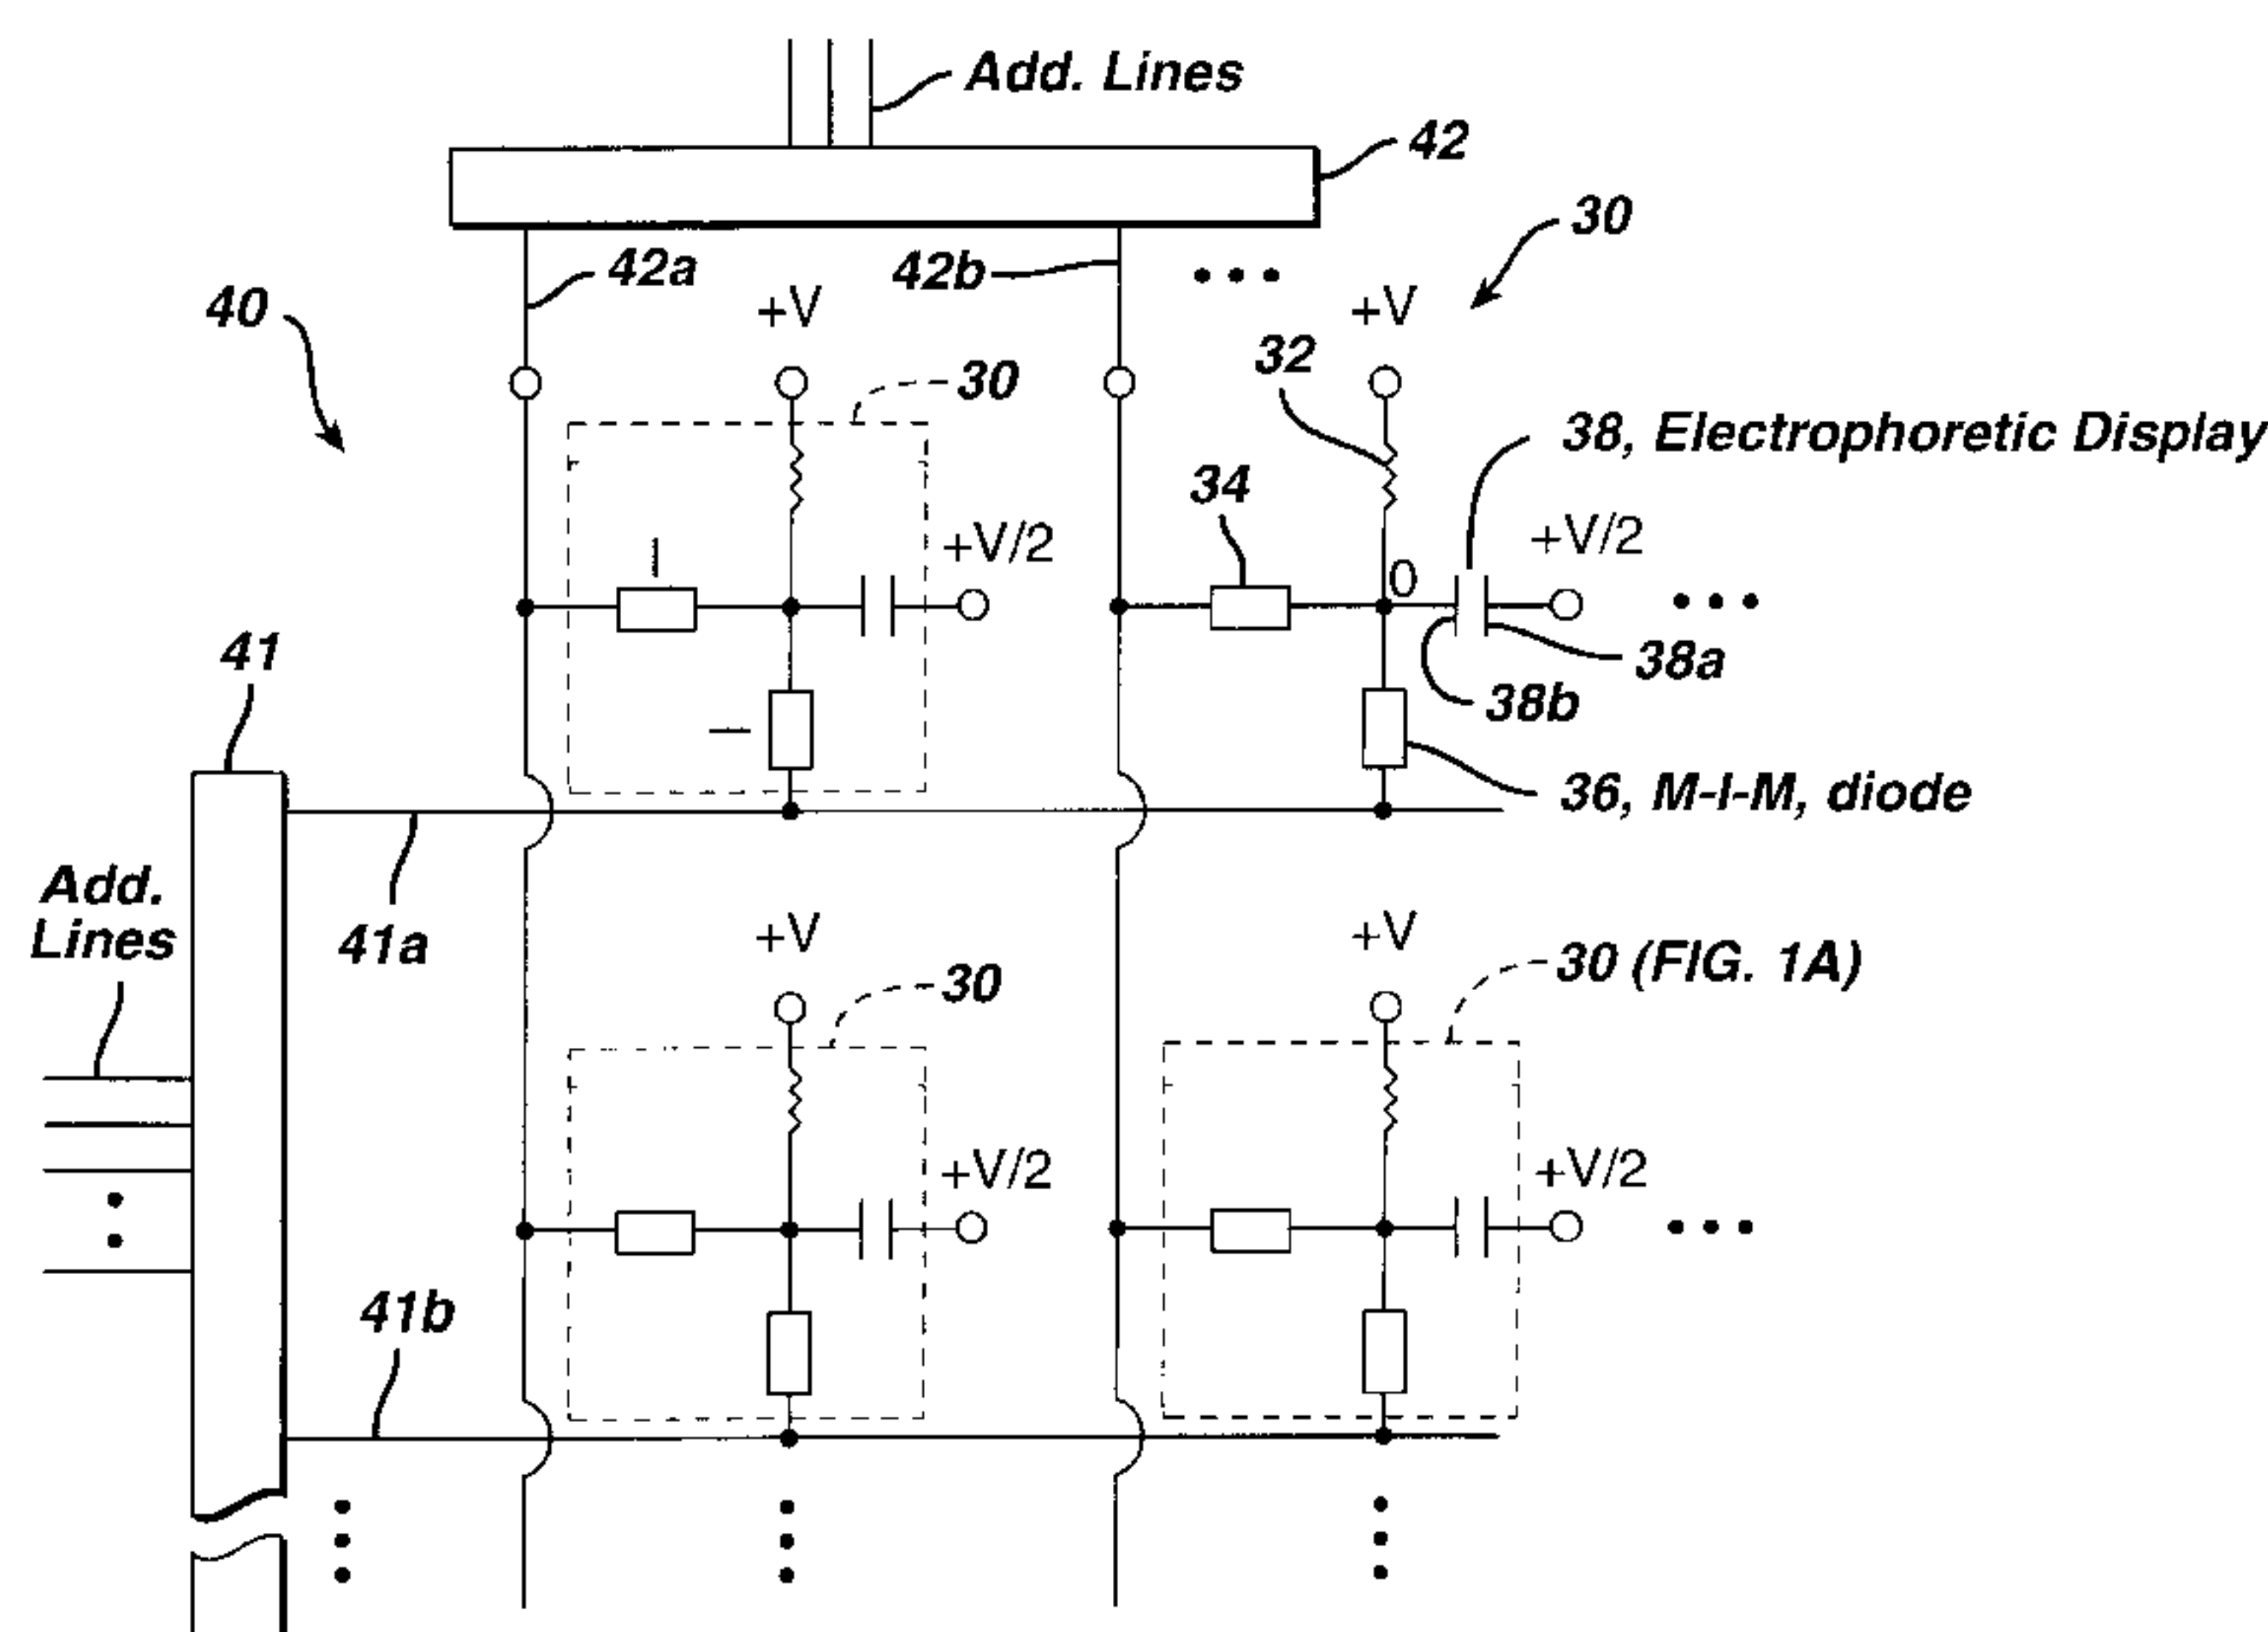 Add. Lines
42
30
42a
42b
40
+V
+V
32
30
38, Electrophoretic Display
34
+V/2
+V/2
O
38a
41
38b
36, M-I-M, diode
Add.
Lines
41a
+V
+V
30 (FIG. 1A)
30
+V/2
+V/2
41b